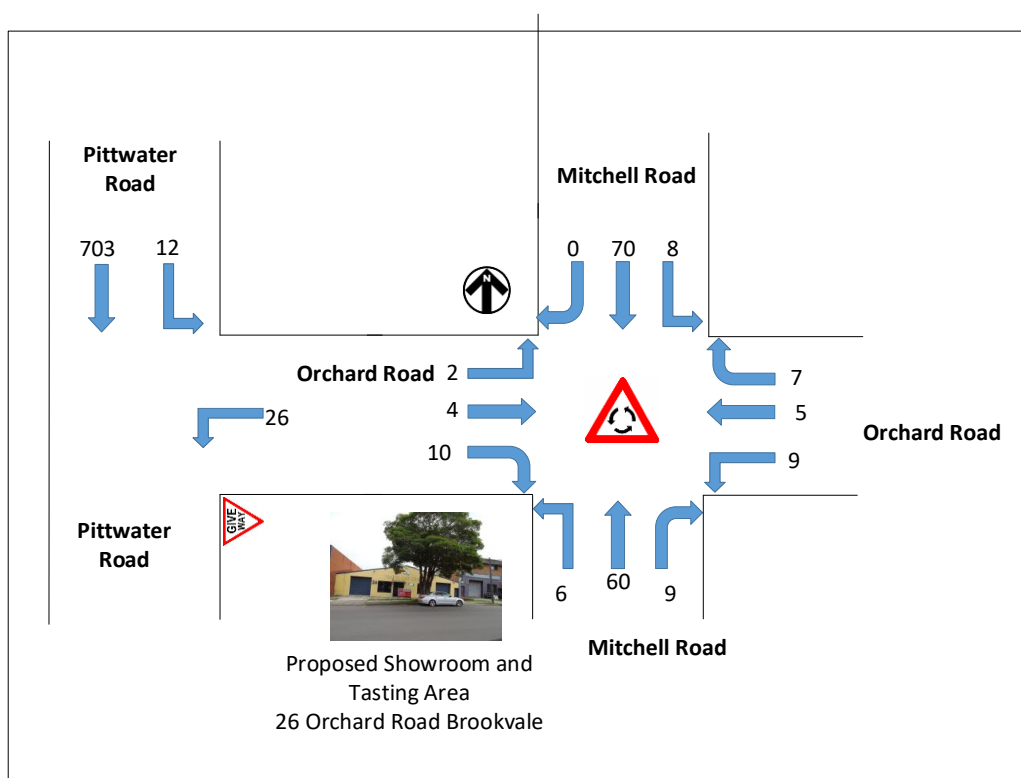 Pittwater
Road
Mitchell Road
703
12
0
70
8
N
Orchard Road
2
7
4
5
26
Orchard Road
10
9
GIVE
WAY
Pittwater
Road
6
60
9
Mitchell Road
Proposed Showroom and
Tasting Area
26 Orchard Road Brookvale